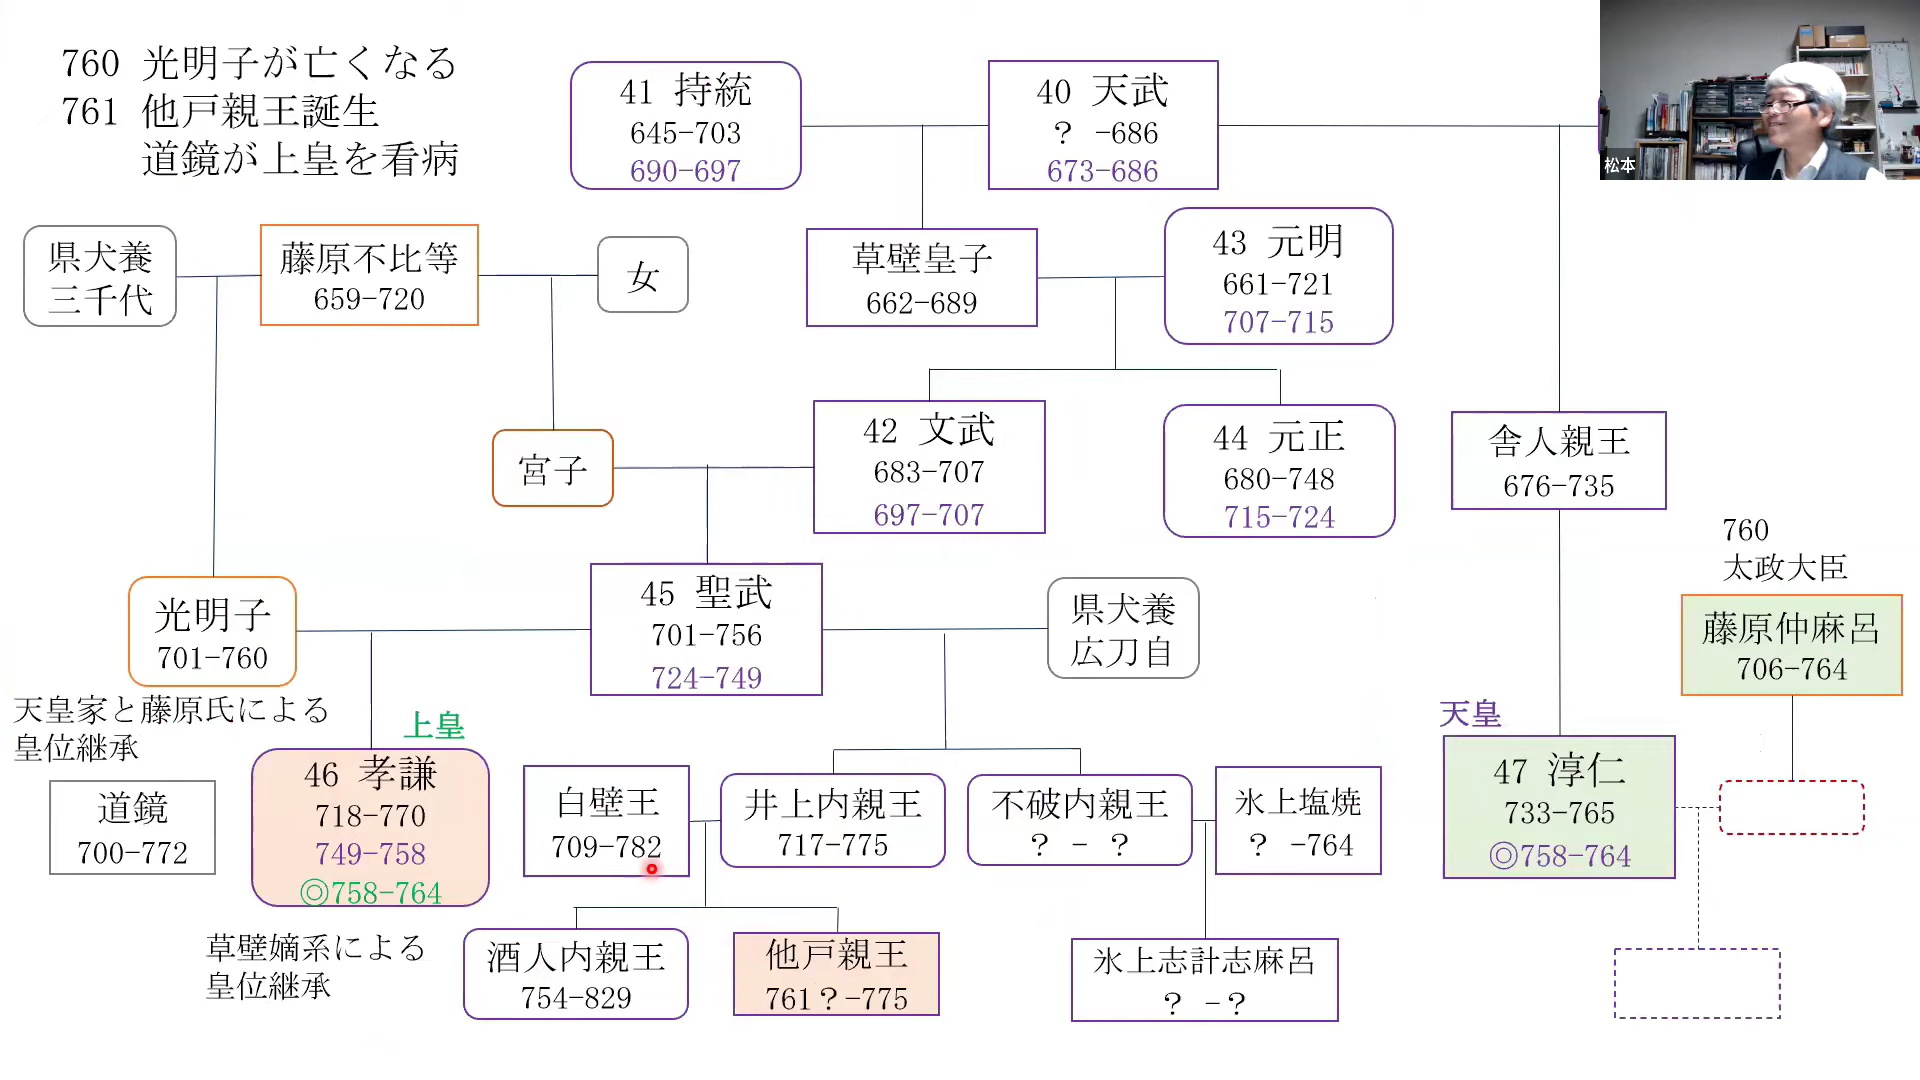 760 光明子が亡くなる
761 他戸親王誕生
道鏡が上皇を看病
41 持統
645-703
690-697
40 天武
? -686
673-686
松本
県犬養
三千代
藤原不比等
659-720
女
草壁皇子
662-689
43 元明
661-721
707-715
宮子
42 文武
683-707
697-707
44 元正
680-748
715-724
舎人親王
676-735
760
太政大臣
藤原仲麻呂
706-764
光明子
701-760
45 聖武
701-756
724-749
県犬養
広刀自
天皇家と藤原氏による
皇位継承
上皇
天皇
道鏡
700-772
46 孝謙
718-770
749-758
◎758-764
白壁王
709-782
井上内親王
717-775
不破内親王
? - ?
氷上塩焼
? -764
47 淳仁
733-765
◎758-764
草壁嫡系による
皇位継承
酒人内親王
754-829
他戸親王
761?-775
氷上志計志麻呂
? -?